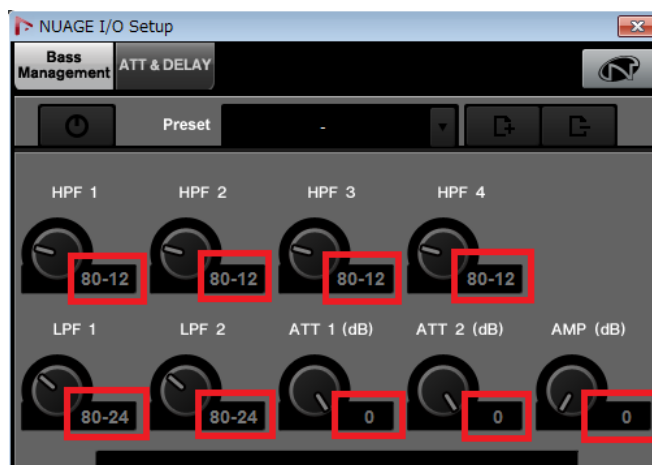 NUAGE I/O Setup
Bass
Management
ATT & DELAY
Preset
-
HPF 1 HPF 2 HPF 3 HPF 4
80-12 80-12 80-12 80-12
LPF 1 LPF 2 ATT 1 (dB) ATT 2 (dB) AMP (dB)
80-24 80-24 0 0 0